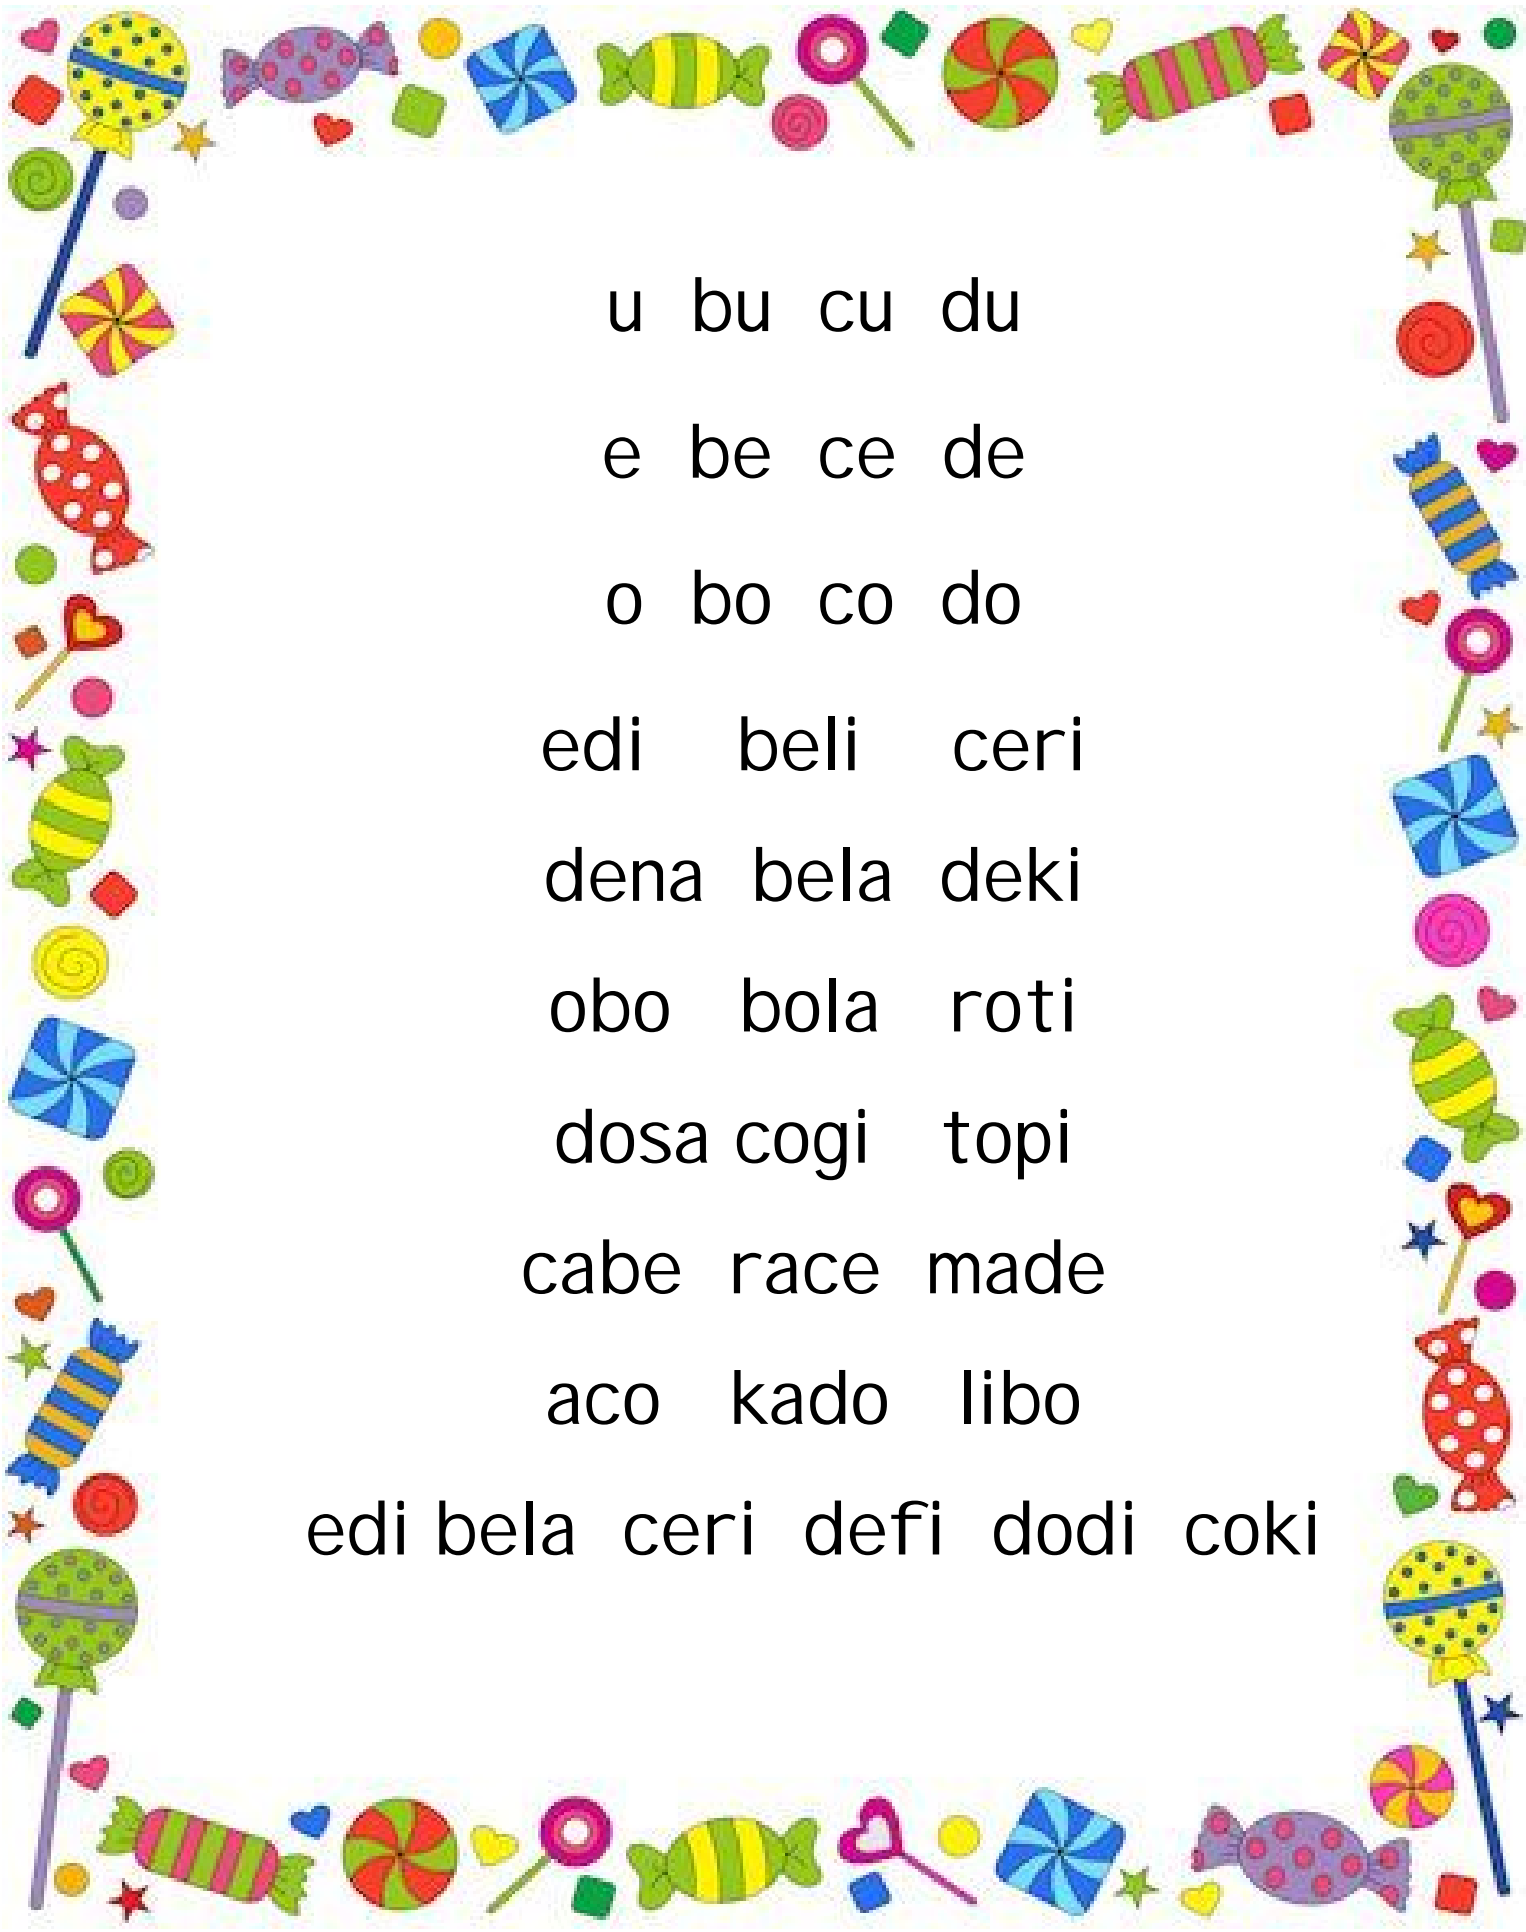 u bu cu du
e be ce de
o bo co do
edi beli ceri
dena bela deki
obo bola roti
dosa cogi topi
cabe race made
aco kado libo
edi bela ceri defi dodi coki